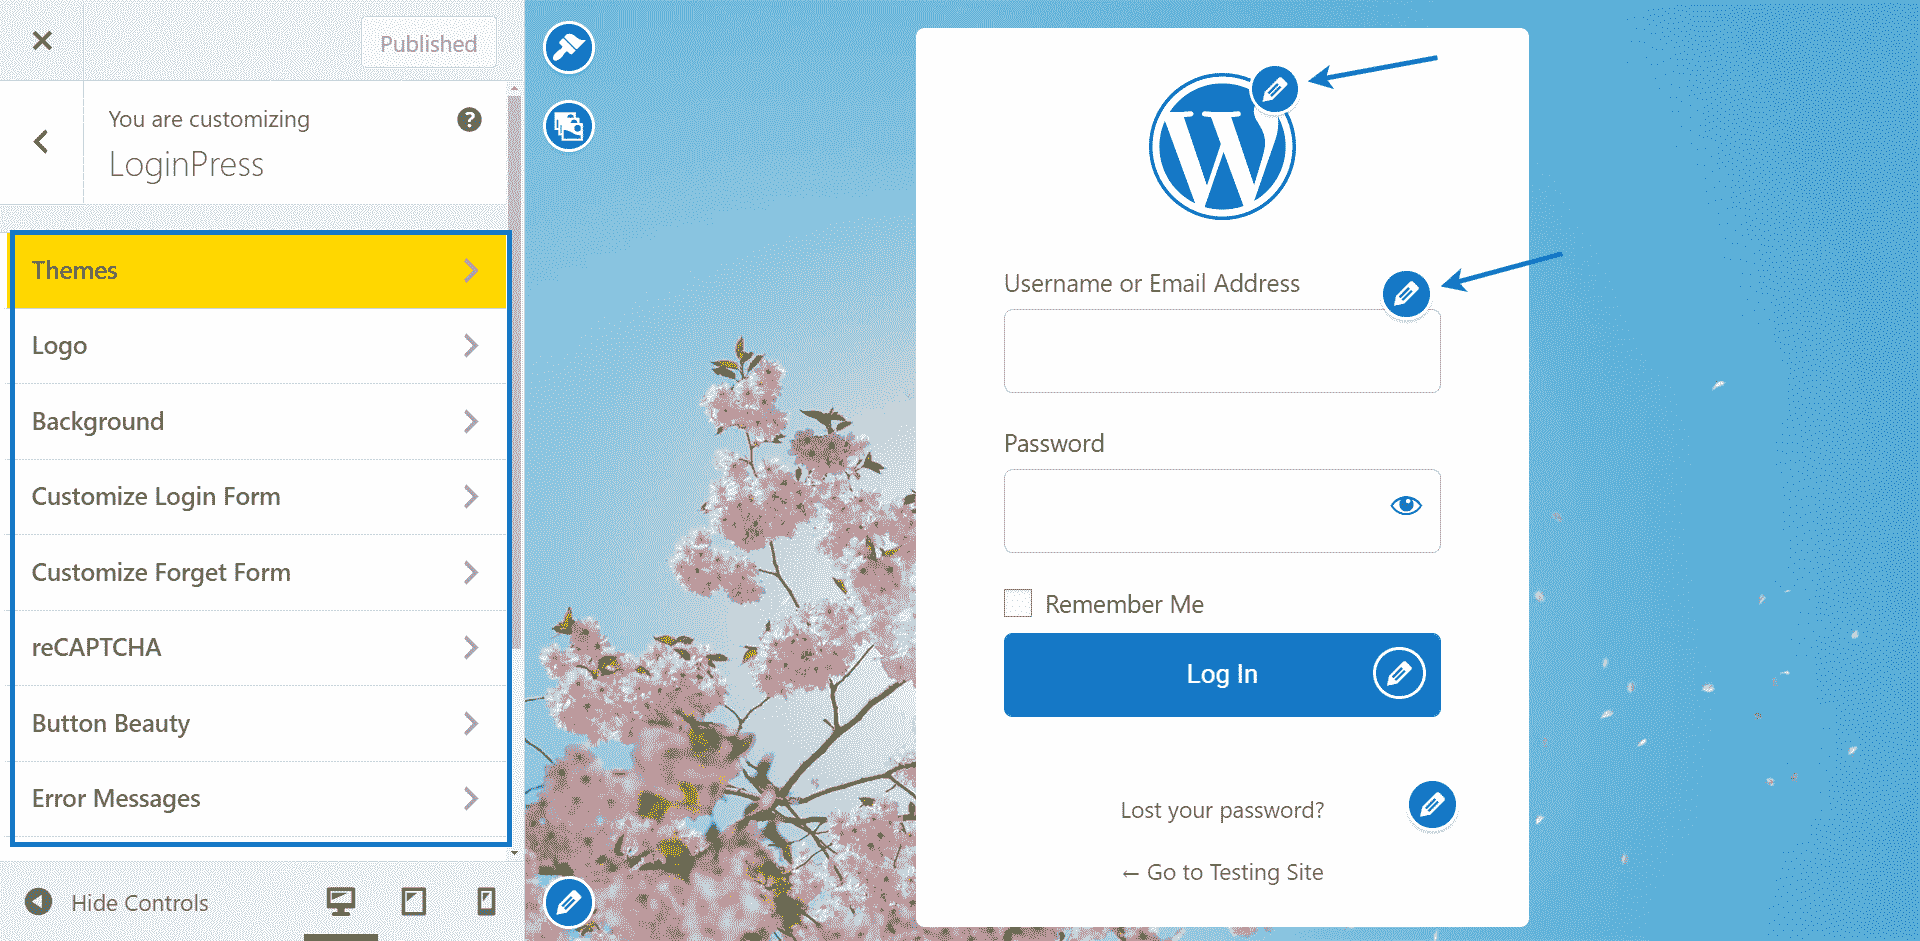 Published
You are customizing
LoginPress
Themes
Logo
Background
Customize Login Form
Customize Forget Form
reCAPTCHA
Button Beauty
Error Messages
Hide Controls
Username or Email Address
Password
Remember Me
Log In
Lost your password?
← Go to Testing Site